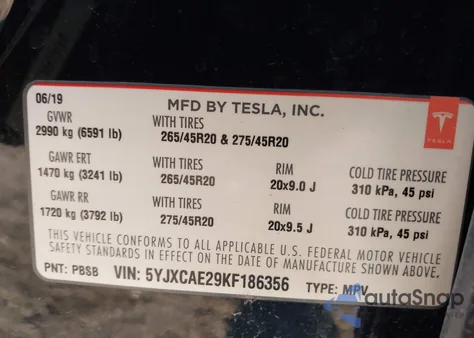 06/19
MFD BY TESLA, INC.
TESLA
GVWR WITH TIRES
2990 kg (6591 lb) 265/45R20 & 275/45R20
GAWR FRT WITH TIRES RIM COLD TIRE PRESSURE
1470 kg (3241 lb) 265/45R20 20x9.0 J 310 kPa, 45 psi
GAWR RR WITH TIRES RIM COLD TIRE PRESSURE
1720 kg (3792 lb) 275/45R20 20x9.5 J 310 kPa, 45 psi
THIS VEHICLE CONFORMS TO ALL APPLICABLE U.S. FEDERAL MOTOR VEHICLE
SAFETY STANDARDS IN EFFECT ON THE DATE OF MANUFACTURE SHOWN ABOVE.
PNT: PBSB VIN: 5YJXCAE29KF186356 TYPE: MPV
autoSnap